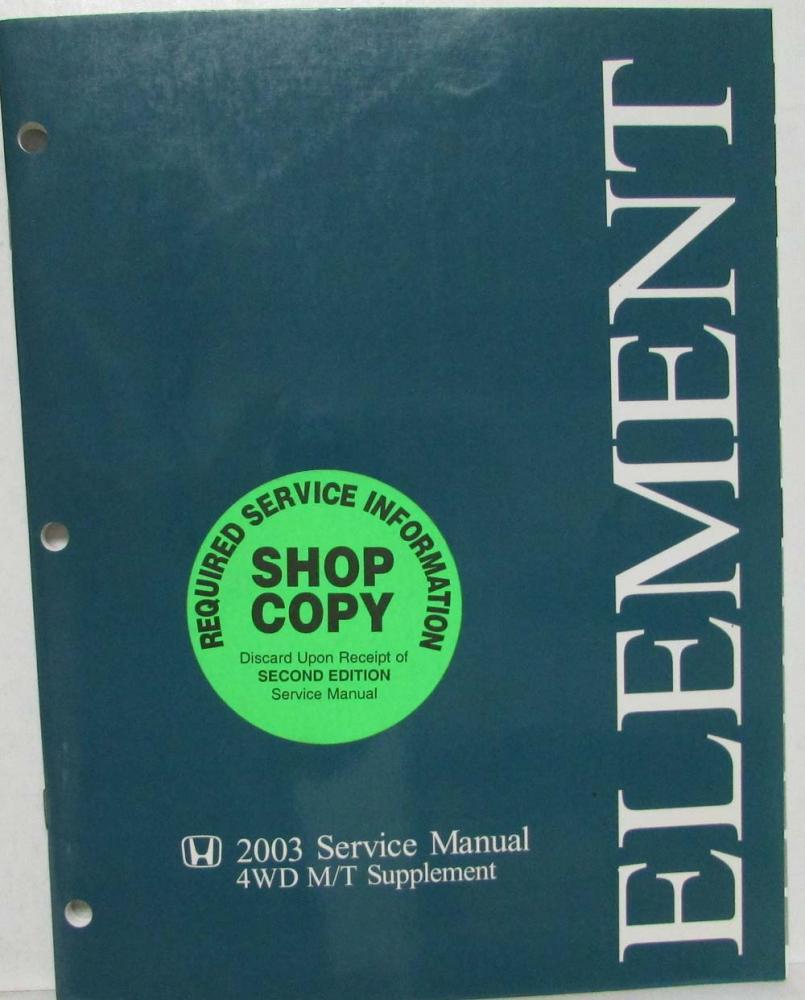 ELEMENT
REQUIRED SERVICE INFORMATION
SHOP
COPY
Discard Upon Receipt of
SECOND EDITION
Service Manual
2003 Service Manual
4WD M/T Supplement